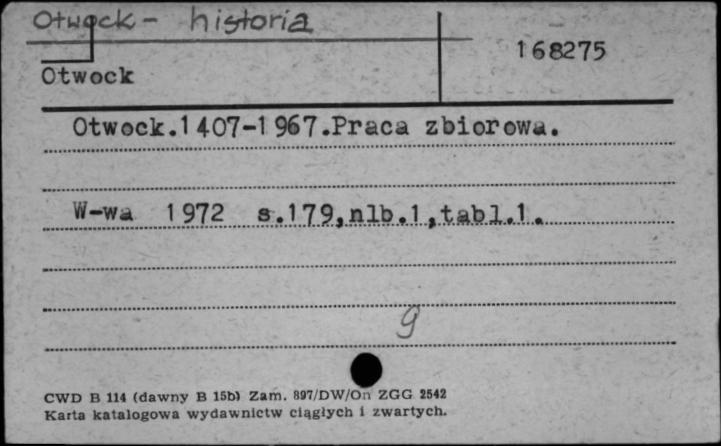 Otwock - historia
168275
Otwock
Otwock.1407-1967.Praca zbiorowa.
W-wa 1972 s.179,nlb.1,tabl.1.
g
CWD B 114 (dawny B 15b) Zam. 897/DW/On ZGG 2542
Karta katalogowa wydawnictw ciągłych i zwartych.